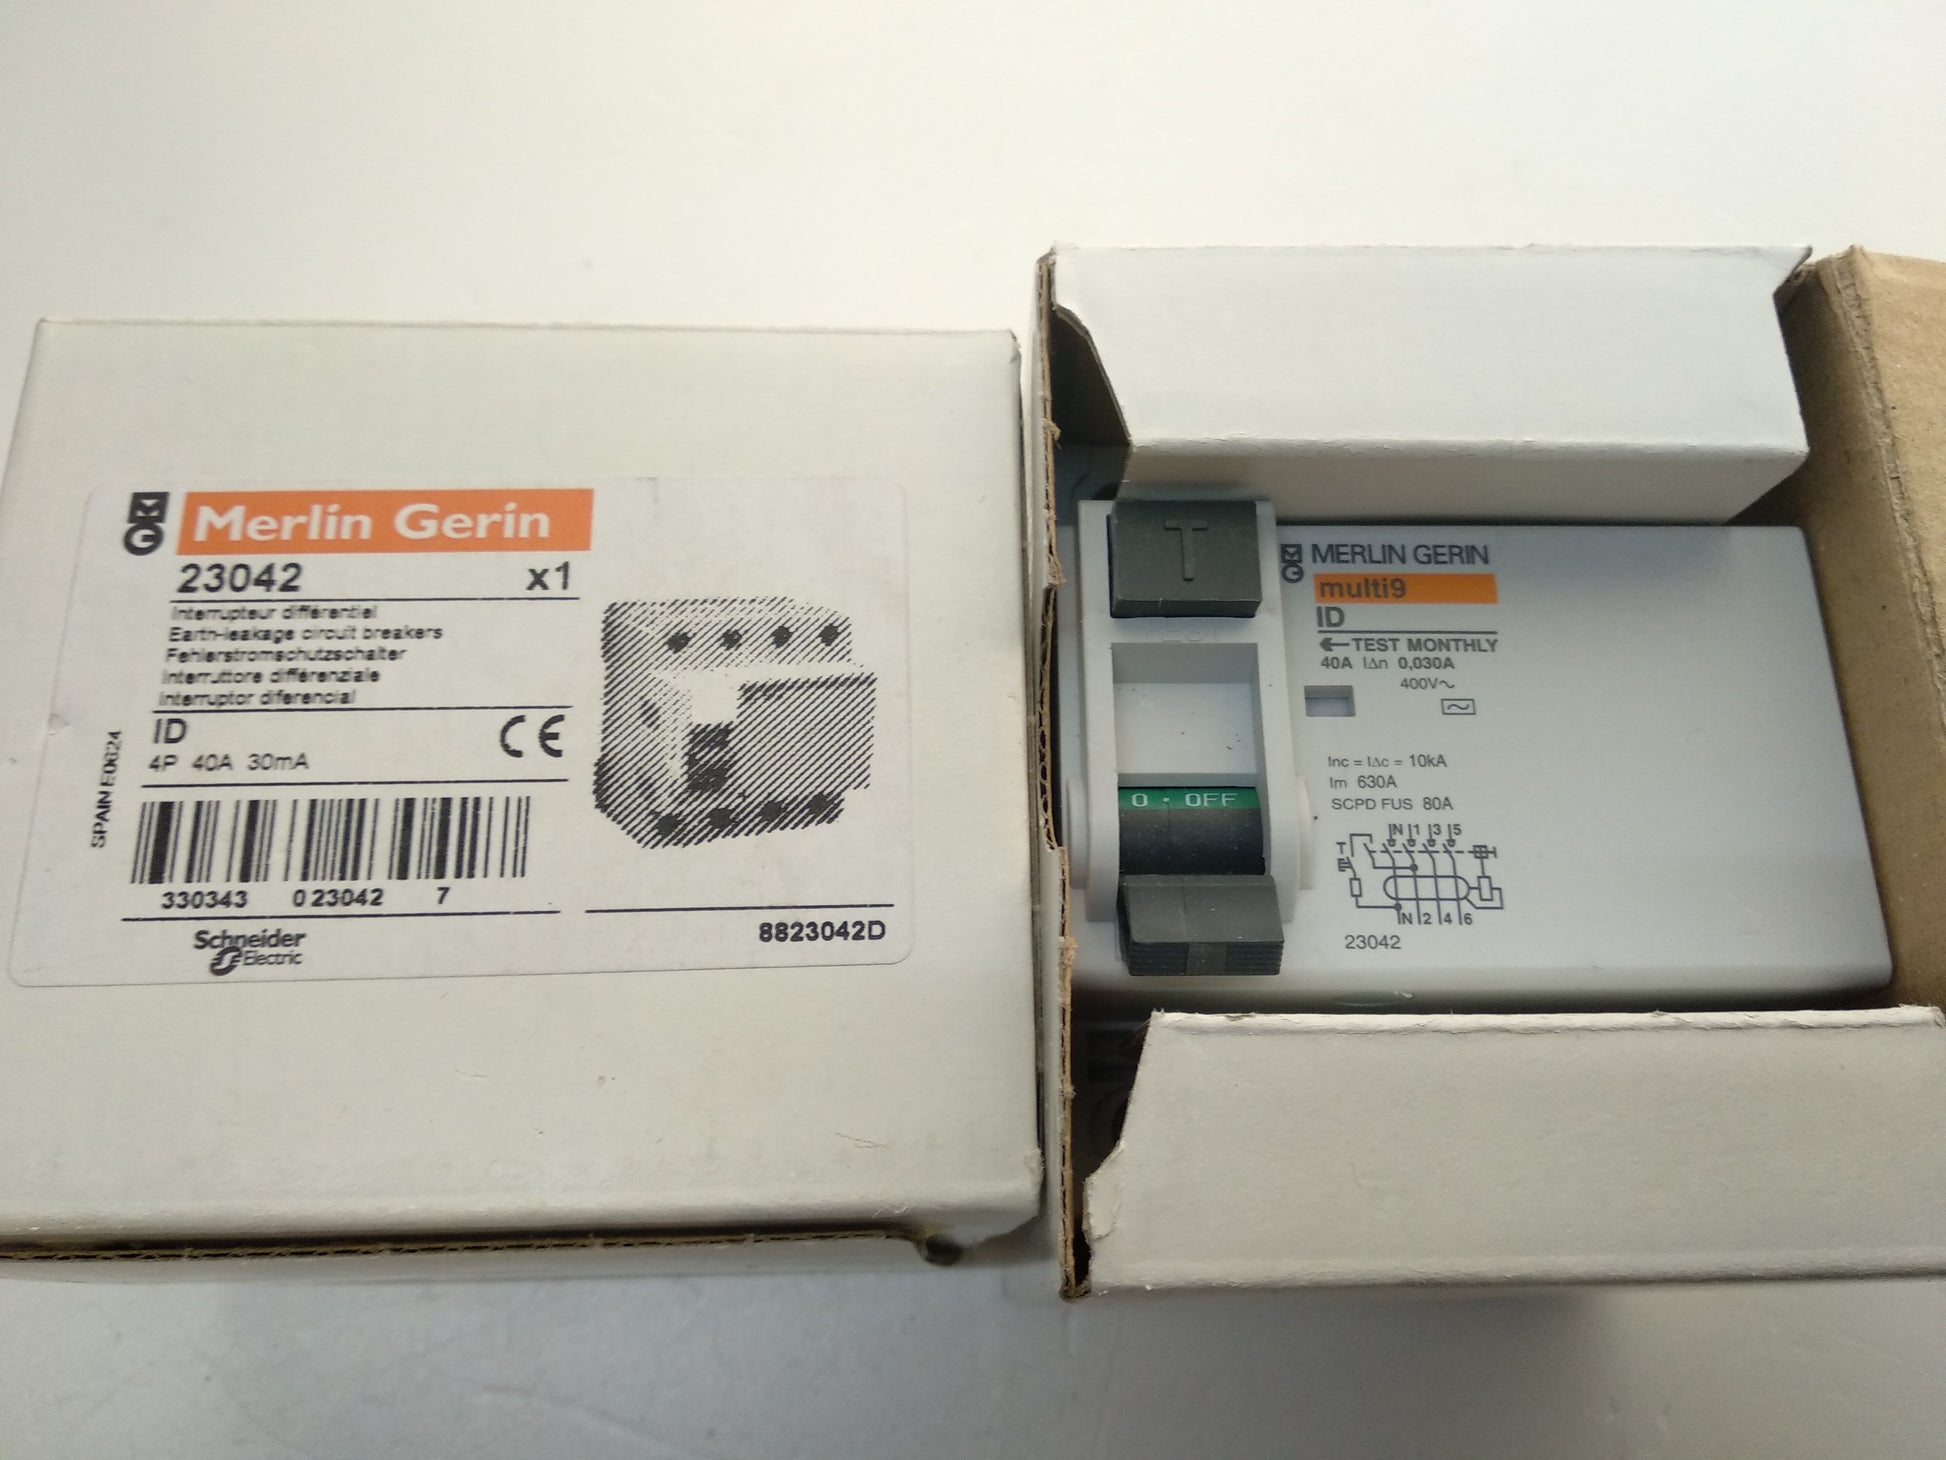 Merlin Gerin
23042 x1
Interrupteur différentiel
Earth-leakage circuit breakers
Fehlerstromschutzschalter
Interruttore differenziale
Interruptor diferencial
ID
CE
4P 40A 30mA
SPAIN E0624
330343 023042 7
Schneider
Electric
8823042D
T
TEST
O · OFF
MERLIN GERIN
multi9
ID
TEST MONTHLY
40A IΔn 0,030A
400V~
Inc = IΔc = 10kA
Im 630A
SCPD FUS 80A
N 1 3 5
T
N 2 4 6
23042